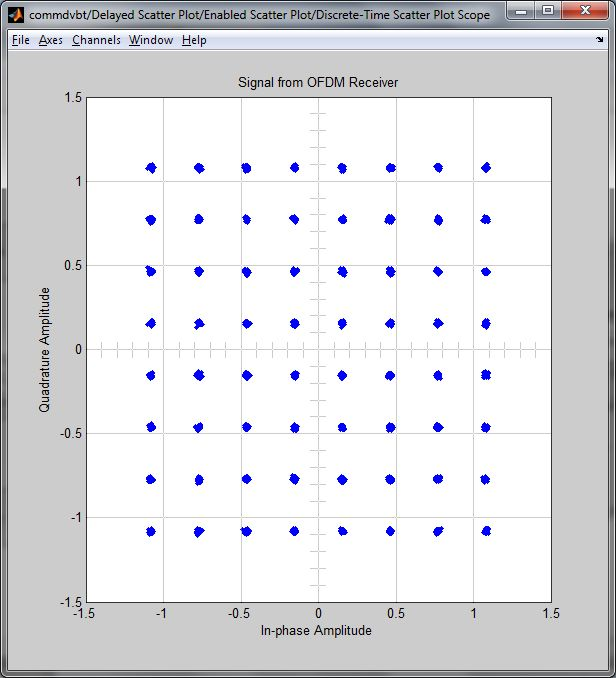 commdvbt/Delayed Scatter Plot/Enabled Scatter Plot/Discrete-Time Scatter Plot Scope
File Axes Channels Window Help
Signal from OFDM Receiver
1.5
1
0.5
0
-0.5
-1
-1.5
Quadrature Amplitude
-1.5 -1 -0.5 0 0.5 1 1.5
In-phase Amplitude